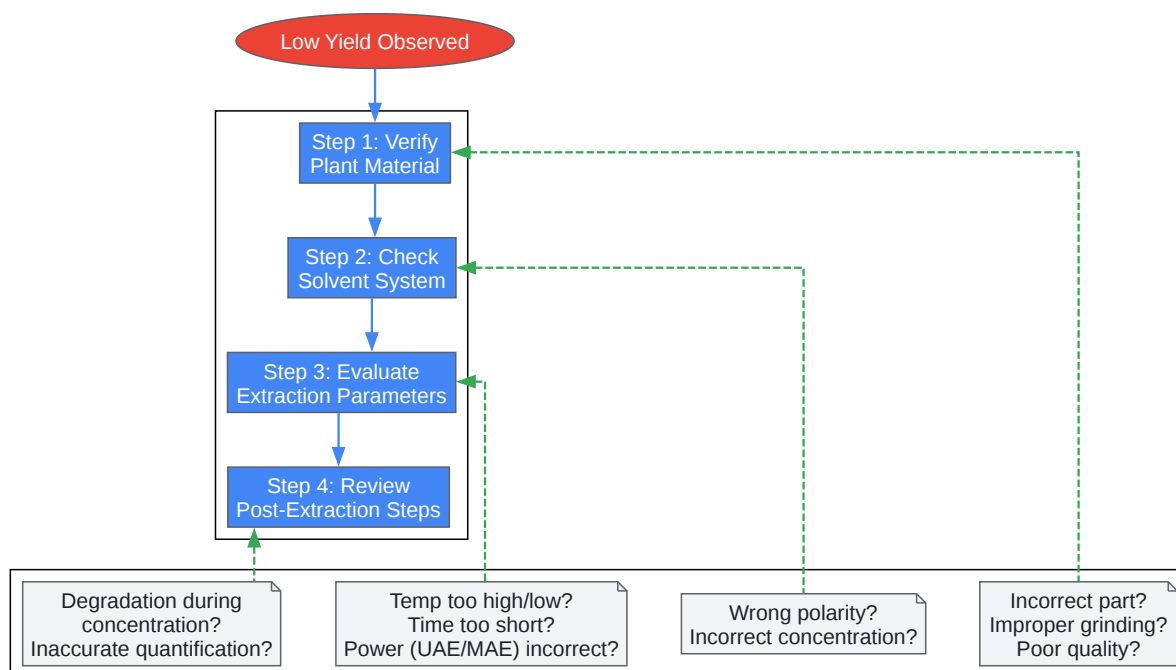 Low Yield Observed
Step 1: Verify
Plant Material
Step 2: Check
Solvent System
Step 3: Evaluate
Extraction Parameters
Step 4: Review
Post-Extraction Steps
Degradation during
concentration?
Inaccurate quantification?
Temp too high/low?
Time too short?
Power (UAE/MAE) incorrect?
Wrong polarity?
Incorrect concentration?
Incorrect part?
Improper grinding?
Poor quality?